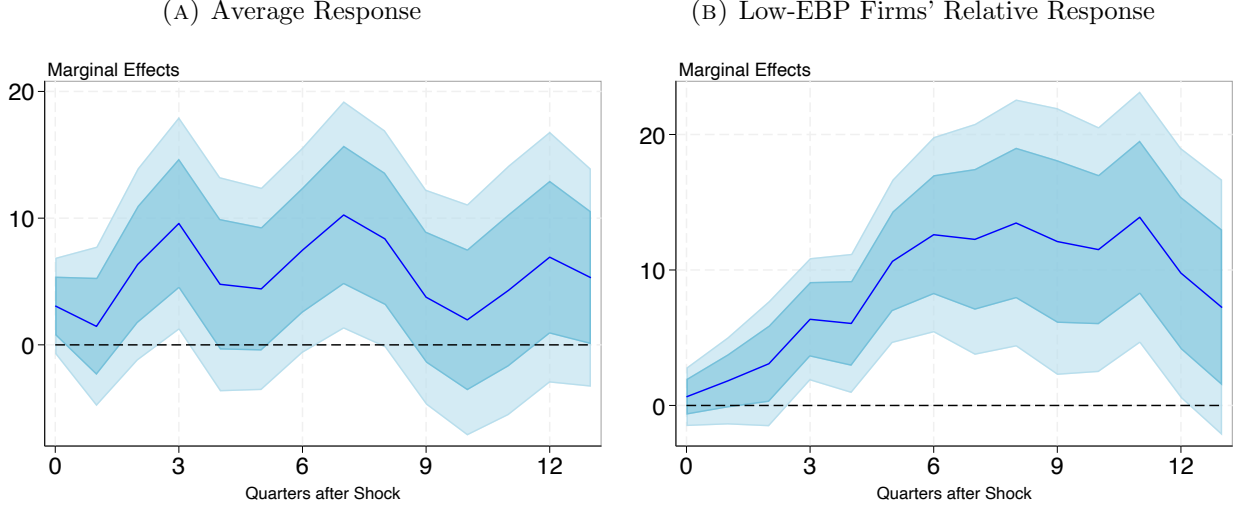 (A) Average Response
Marginal Effects
20
10
0
0 3 6 9 12
Quarters after Shock
(B) Low-EBP Firms' Relative Response
Marginal Effects
20
10
0
0 3 6 9 12
Quarters after Shock